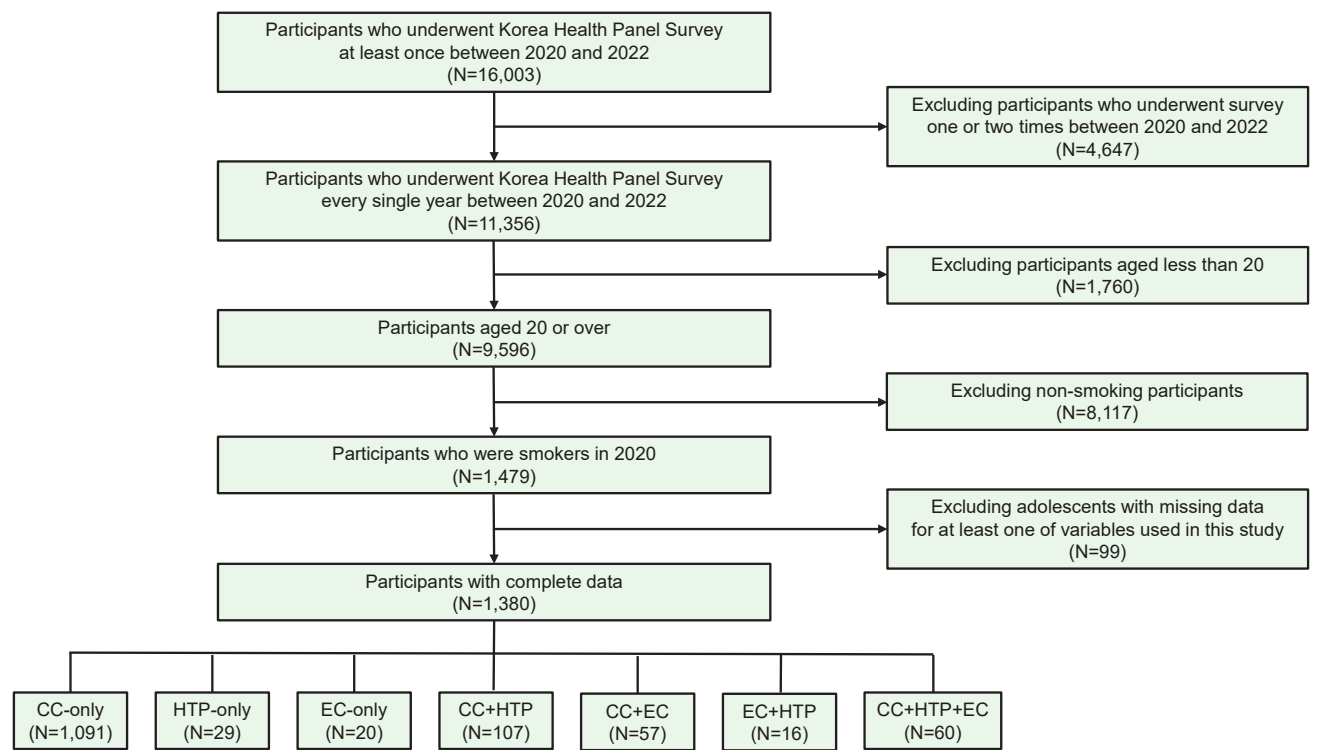 Participants who underwent Korea Health Panel Survey
at least once between 2020 and 2022
(N=16,003)
Excluding participants who underwent survey
one or two times between 2020 and 2022
(N=4,647)
Participants who underwent Korea Health Panel Survey
every single year between 2020 and 2022
(N=11,356)
Excluding participants aged less than 20
(N=1,760)
Participants aged 20 or over
(N=9,596)
Excluding non-smoking participants
(N=8,117)
Participants who were smokers in 2020
(N=1,479)
Excluding adolescents with missing data
for at least one of variables used in this study
(N=99)
Participants with complete data
(N=1,380)
CC-only
(N=1,091)
HTP-only
(N=29)
EC-only
(N=20)
CC+HTP
(N=107)
CC+EC
(N=57)
EC+HTP
(N=16)
CC+HTP+EC
(N=60)